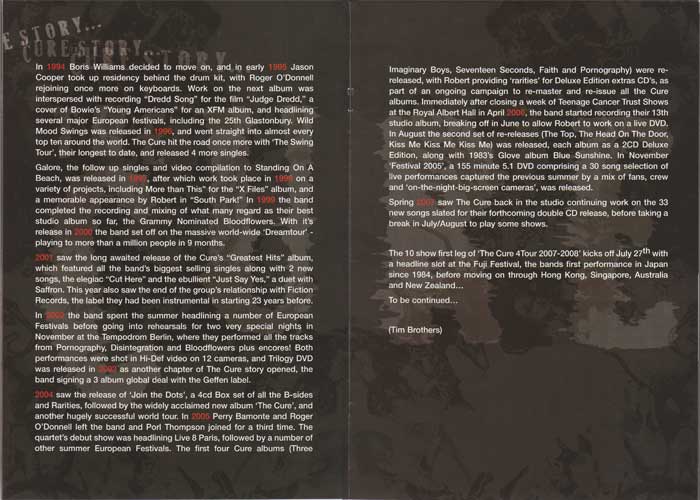 E STORY...
CURE STORY...
STORY...
In 1994 Boris Williams decided to move on, and in early 1995 Jason
Cooper took up residency behind the drum kit, with Roger O'Donnell
rejoining once more on keyboards. Work on the next album was
interspersed with recording "Dredd Song" for the film "Judge Dredd," a
cover of Bowie's "Young Americans" for an XFM album, and headlining
several major European festivals, including the 25th Glastonbury. Wild
Mood Swings was released in 1996, and went straight into almost every
top ten around the world. The Cure hit the road once more with 'The Swing
Tour', their longest to date, and released 4 more singles.
Galore, the follow up singles and video compilation to Standing On A
Beach, was released in after which work took place in 1998 on a
variety of projects, including More than This" for the "X Files" album, and
a memorable appearance by Robert in "South Park!" In 1999 the band
completed the recording and mixing of what many regard as their best
studio album so far, the Grammy Nominated Bloodflowers. With it's
release in 2000 the band set off on the massive world-wide 'Dreamtour' -
playing to more than a million people in 9 months.
2001 saw the long awaited release of the Cure's "Greatest Hits" album,
which featured all the band's biggest selling singles along with 2 new
songs, the elegiac "Cut Here" and the ebullient "Just Say Yes," a duet with
Saffron. This year also saw the end of the group's relationship with Fiction
Records, the label they had been instrumental in starting 23 years before.
In 2002 the band spent the summer headlining a number of European
Festivals before going into rehearsals for two very special nights in
November at the Tempodrom Berlin, where they performed all the tracks
from Pornography, Disintegration and Bloodflowers plus encores! Both
performances were shot in Hi-Def video on 12 cameras, and Trilogy DVD
was released in 2003 as another chapter of The Cure story opened, the
band signing a 3 album global deal with the Geffen label.
2004 saw the release of 'Join the Dots', a 4cd Box set of all the B-sides
and Rarities, followed by the widely acclaimed new album 'The Cure', and
another hugely successful world tour. In 2005 Perry Bamonte and Roger
O'Donnell left the band and Porl Thompson joined for a third time. The
quartet's debut show was headlining Live 8 Paris, followed by a number of
other summer European Festivals. The first four Cure albums (Three
Imaginary Boys, Seventeen Seconds, Faith and Pornography) were re-
released, with Robert providing 'rarities' for Deluxe Edition extras CD's, as
part of an ongoing campaign to re-master and re-issue all the Cure
albums. Immediately after closing a week of Teenage Cancer Trust Shows
at the Royal Albert Hall in April 2006, the band started recording their 13th
studio album, breaking off in June to allow Robert to work on a live DVD.
In August the second set of re-releases (The Top, The Head On The Door,
Kiss Me Kiss Me Kiss Me) was released, each album as a 2CD Deluxe
Edition, along with 1983's Glove album Blue Sunshine. In November
'Festival 2005', a 155 minute 5.1 DVD comprising a 30 song selection of
live performances captured the previous summer by a mix of fans, crew
and 'on-the-night-big-screen cameras', was released.
Spring 2007 saw The Cure back in the studio continuing work on the 33
new songs slated for their forthcoming double CD release, before taking a
break in July/August to play some shows.
The 10 show first leg of 'The Cure 4Tour 2007-2008' kicks off July 27th with
a headline slot at the Fuji Festival, the bands first performance in Japan
since 1984, before moving on through Hong Kong, Singapore, Australia
and New Zealand...
To be continued...
(Tim Brothers)